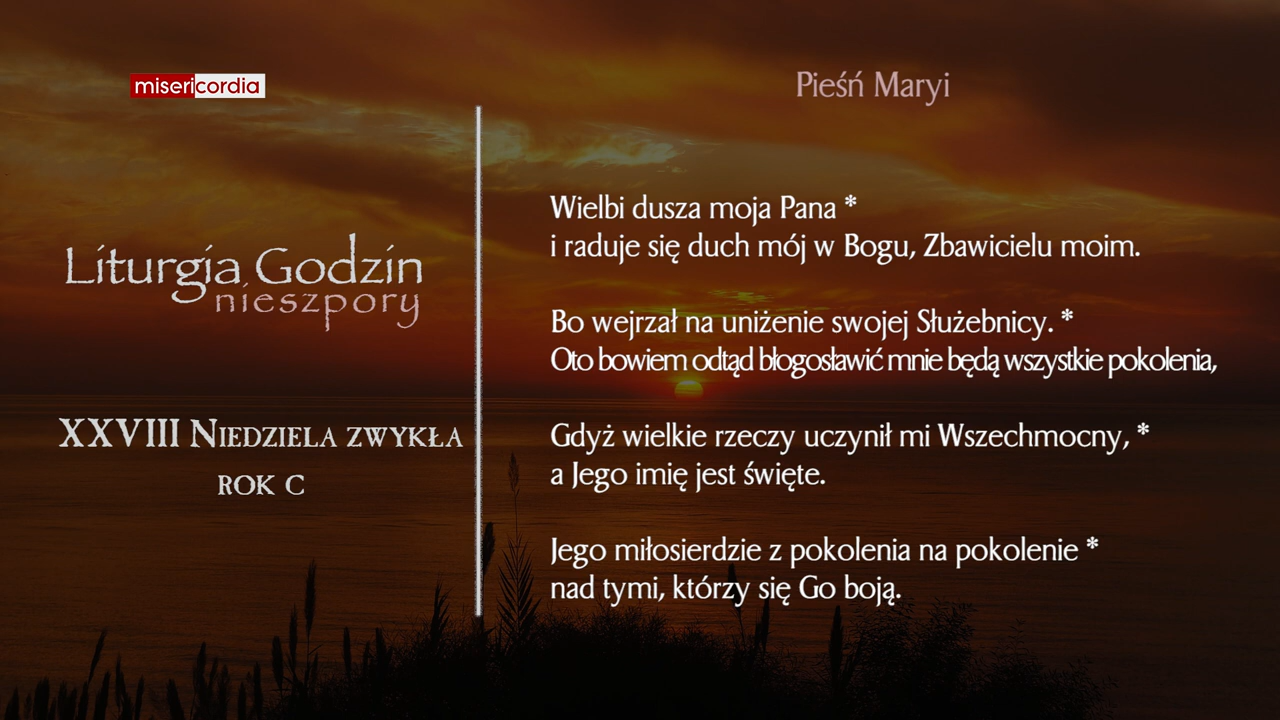 misericordia
Liturgia Godzin
nieszpory
XXVIII Niedziela zwykła
rok C
Pieśń Maryi
Wielbi dusza moja Pana *
i raduje się duch mój w Bogu, Zbawicielu moim.
Bo wejrzał na uniżenie swojej Służebnicy. *
Oto bowiem odtąd błogosławić mnie będą wszystkie pokolenia,
Gdyż wielkie rzeczy uczynił mi Wszechmocny, *
a Jego imię jest święte.
Jego miłosierdzie z pokolenia na pokolenie *
nad tymi, którzy się Go boją.